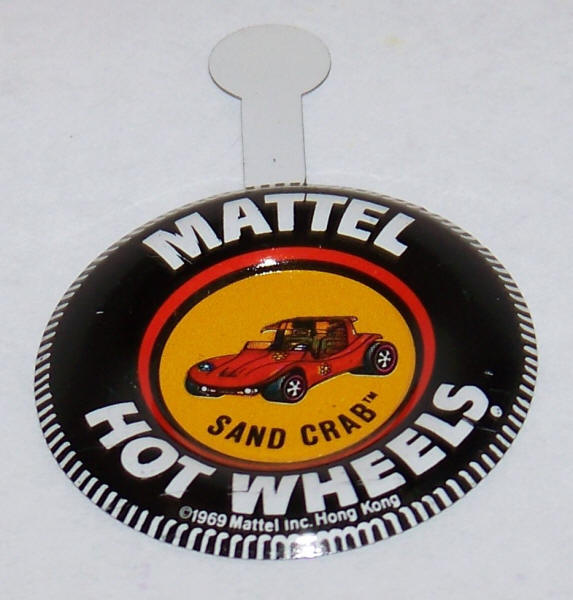 MATTEL
SAND CRAB™
HOT WHEELS®
©1969 Mattel inc. Hong Kong